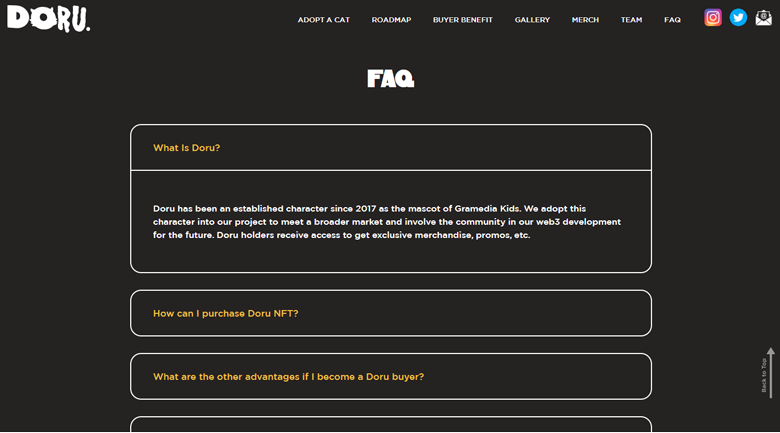 DORU.
ADOPT A CAT
ROADMAP
BUYER BENEFIT
GALLERY
MERCH
TEAM
FAQ
FAQ
What Is Doru?
Doru has been an established character since 2017 as the mascot of Gramedia Kids. We adopt this
character into our project to meet a broader market and involve the community in our web3 development
for the future. Doru holders receive access to get exclusive merchandise, promos, etc.
How can I purchase Doru NFT?
What are the other advantages if I become a Doru buyer?
Back to Top